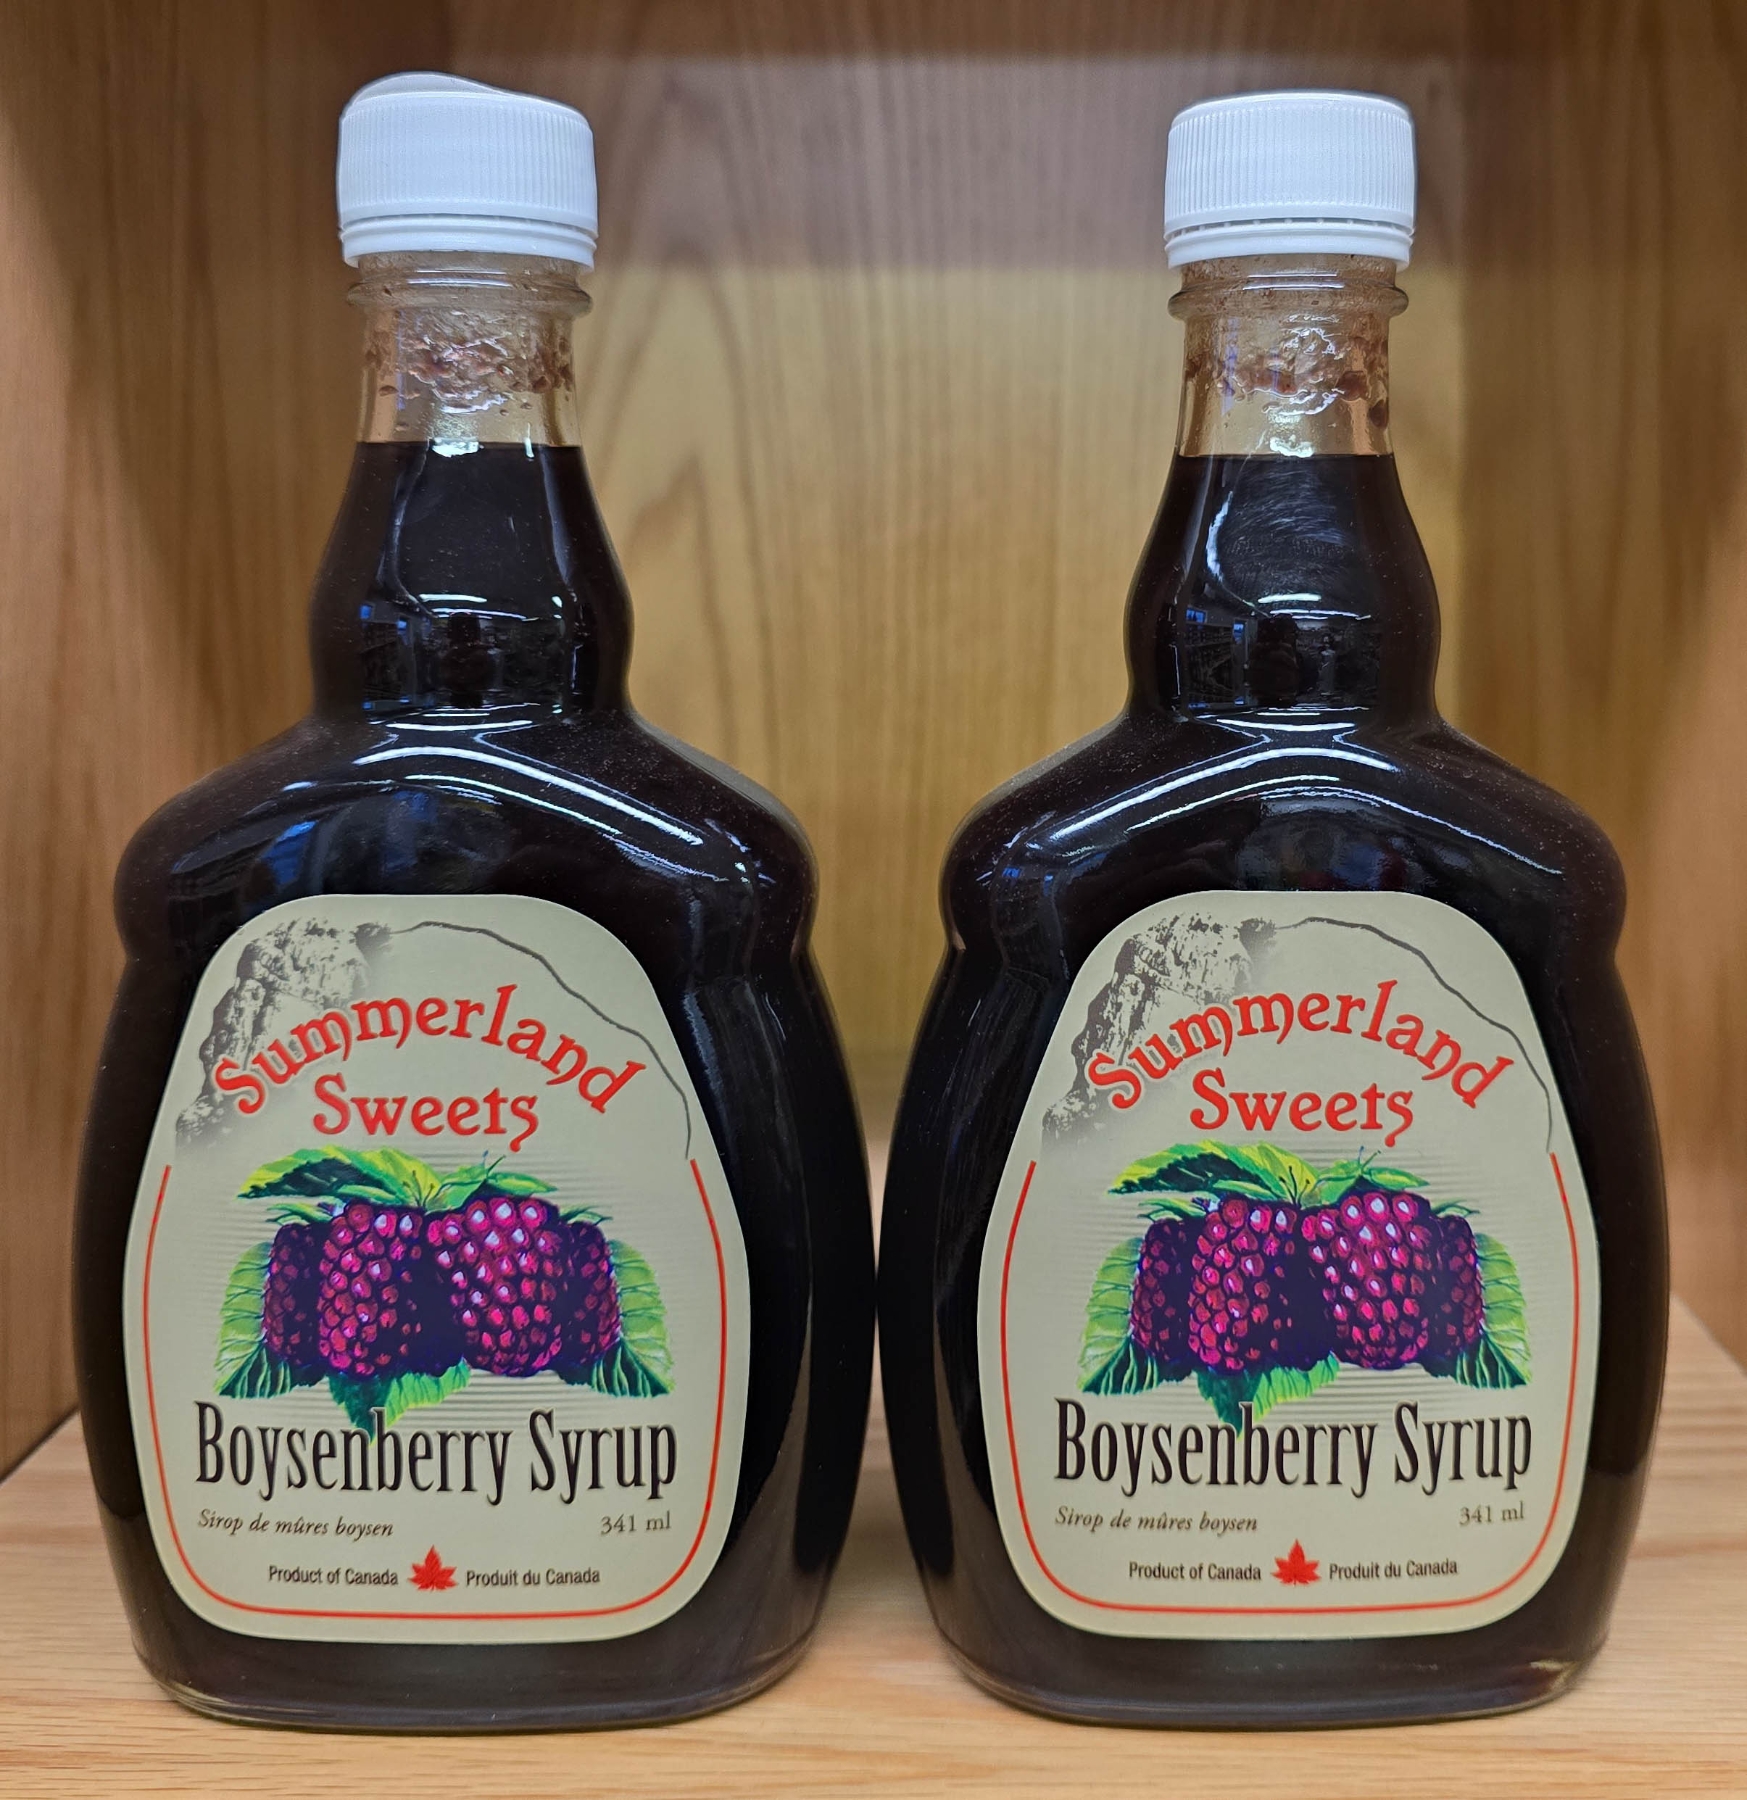 Summerland
Sweets
Boysenberry Syrup
Sirop de mûres boysen 341 ml
Product of Canada Produit du Canada
Summerland
Sweets
Boysenberry Syrup
Sirop de mûres boysen 341 ml
Product of Canada Produit du Canada